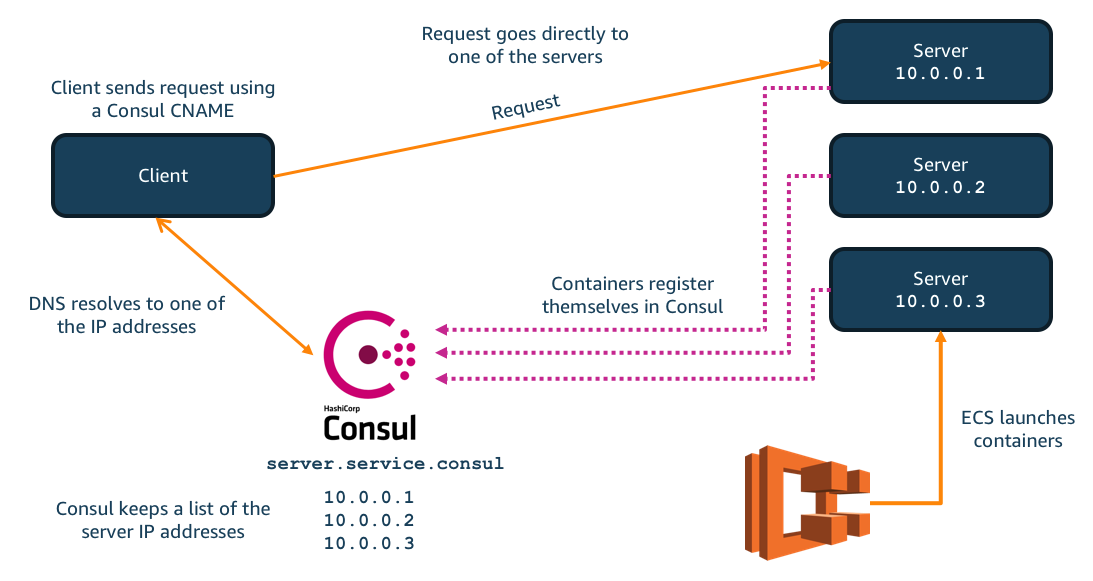 Request goes directly to
one of the servers
Server
10.0.0.1
Client sends request using
a Consul CNAME
Request
Client
Server
10.0.0.2
Server
10.0.0.3
Containers register
themselves in Consul
DNS resolves to one of
the IP addresses
HashiCorp
Consul
ECS launches
containers
server.service.consul
Consul keeps a list of the
server IP addresses
10.0.0.1
10.0.0.2
10.0.0.3